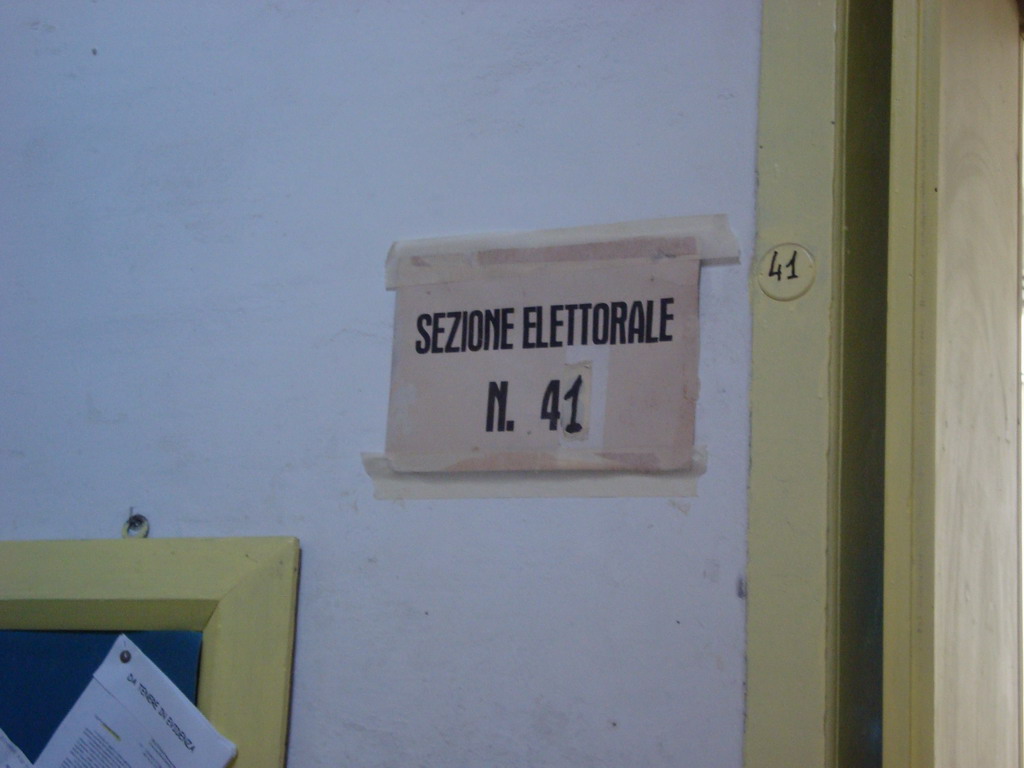 SEZIONE ELETTORALE
N. 41
41
DA TENERE IN EVIDENZA